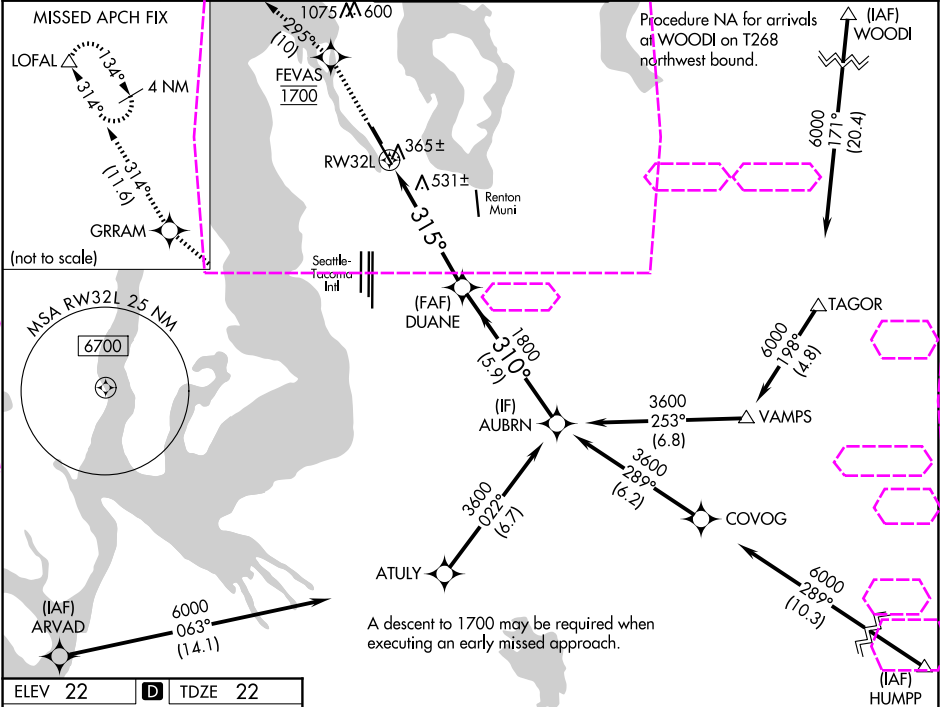 MISSED APCH FIX
LOFAL
134°
4 NM
314°
314°
(11.6)
GRRAM
(not to scale)
1075
600
295°
(10)
FEVAS
1700
RW32L
365±
531±
Renton
Muni
315°
Seattle-
Tacoma
Intl
(FAF)
DUANE
Procedure NA for arrivals
at WOODI on T268
northwest bound.
(IAF)
WOODI
6000
171°
(20.4)
MSA RW32L 25 NM
6700
1800
310°
(5.9)
TAGOR
6000
198°
(4.8)
(IF)
AUBRN
3600
253°
(6.8)
VAMPS
3600
289°
(6.2)
COVOG
3600
022°
(6.7)
ATULY
6000
289°
(10.3)
(IAF)
HUMPP
(IAF)
ARVAD
6000
063°
(14.1)
A descent to 1700 may be required when
executing an early missed approach.
ELEV 22 D TDZE 22